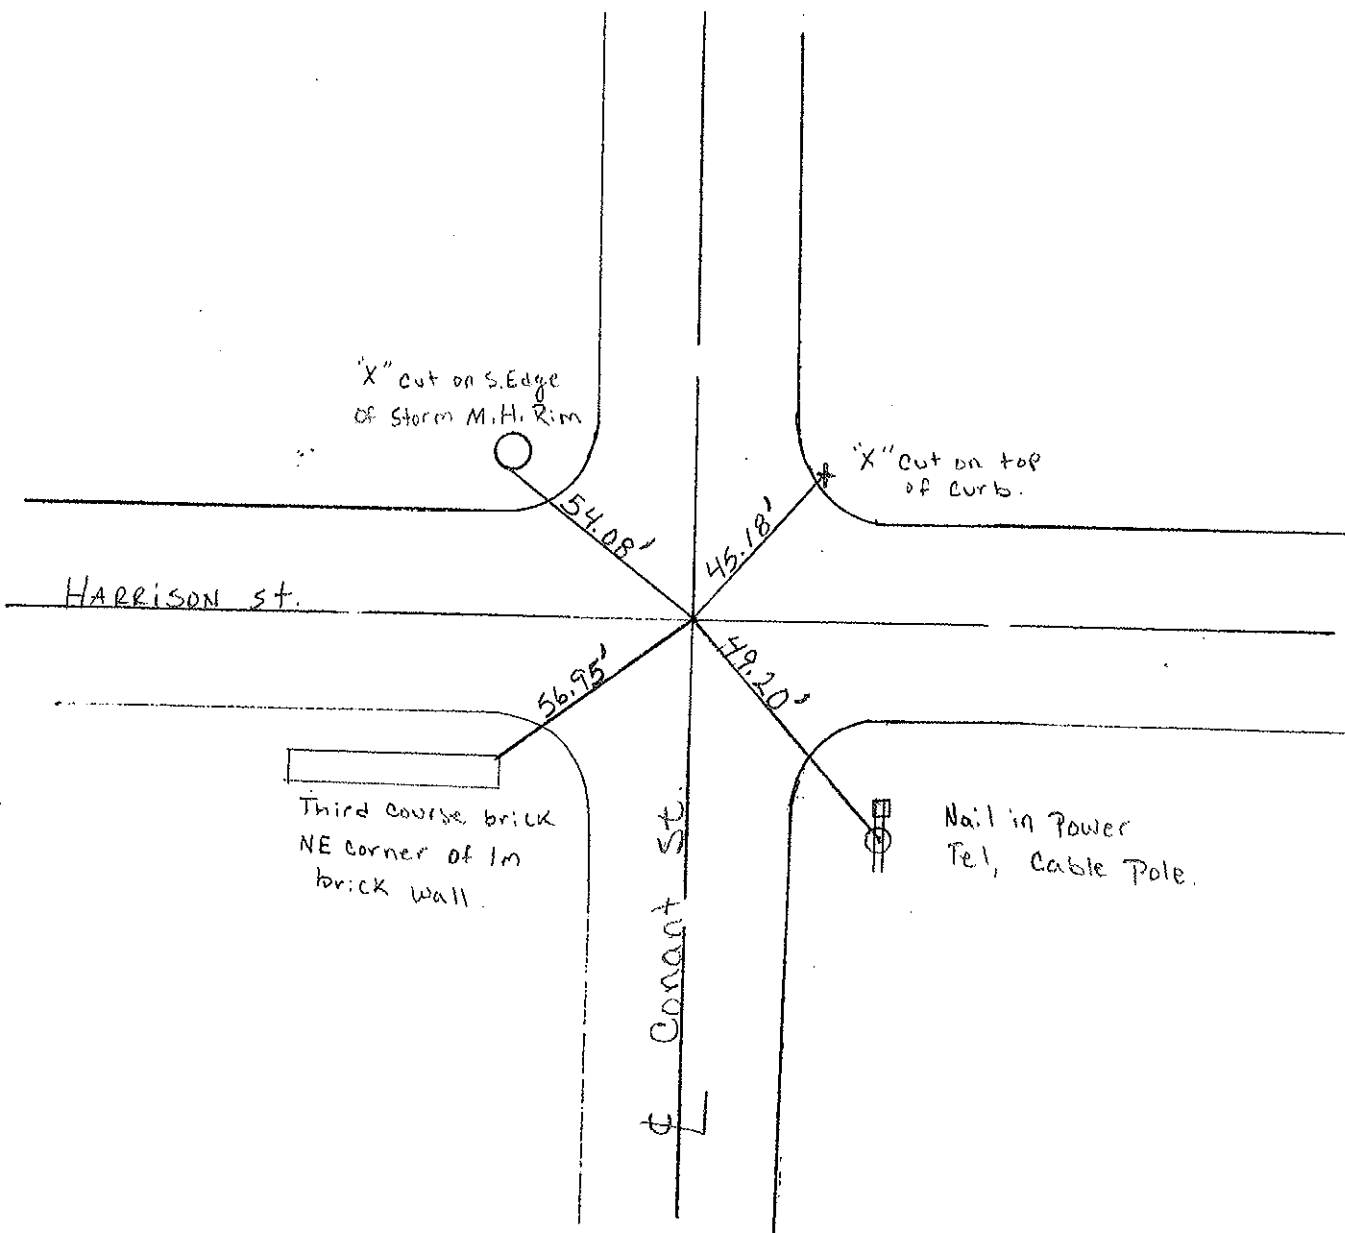 "X" cut on S.Edge
of Storm M.H. Rim
"X" cut on top
of curb.
54.08'
45.18'
HARRISON St.
56.95'
49.20'
Third course brick
NE corner of 1m
brick wall.
Nail in Power
Tel, Cable Pole.
℄ Conant St.